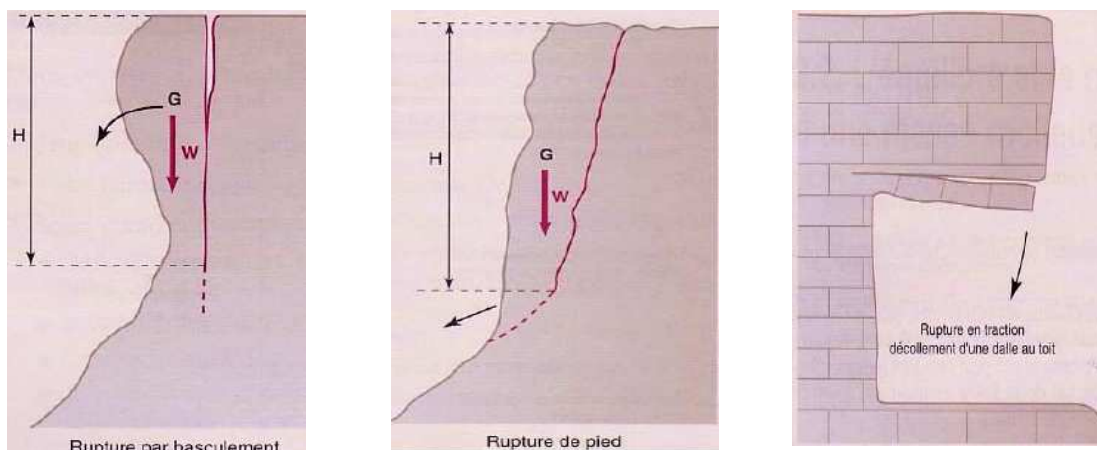 H
G
W
Rupture par basculement
H
G
W
Rupture de pied
Rupture en traction
décollement d'une dalle au toit